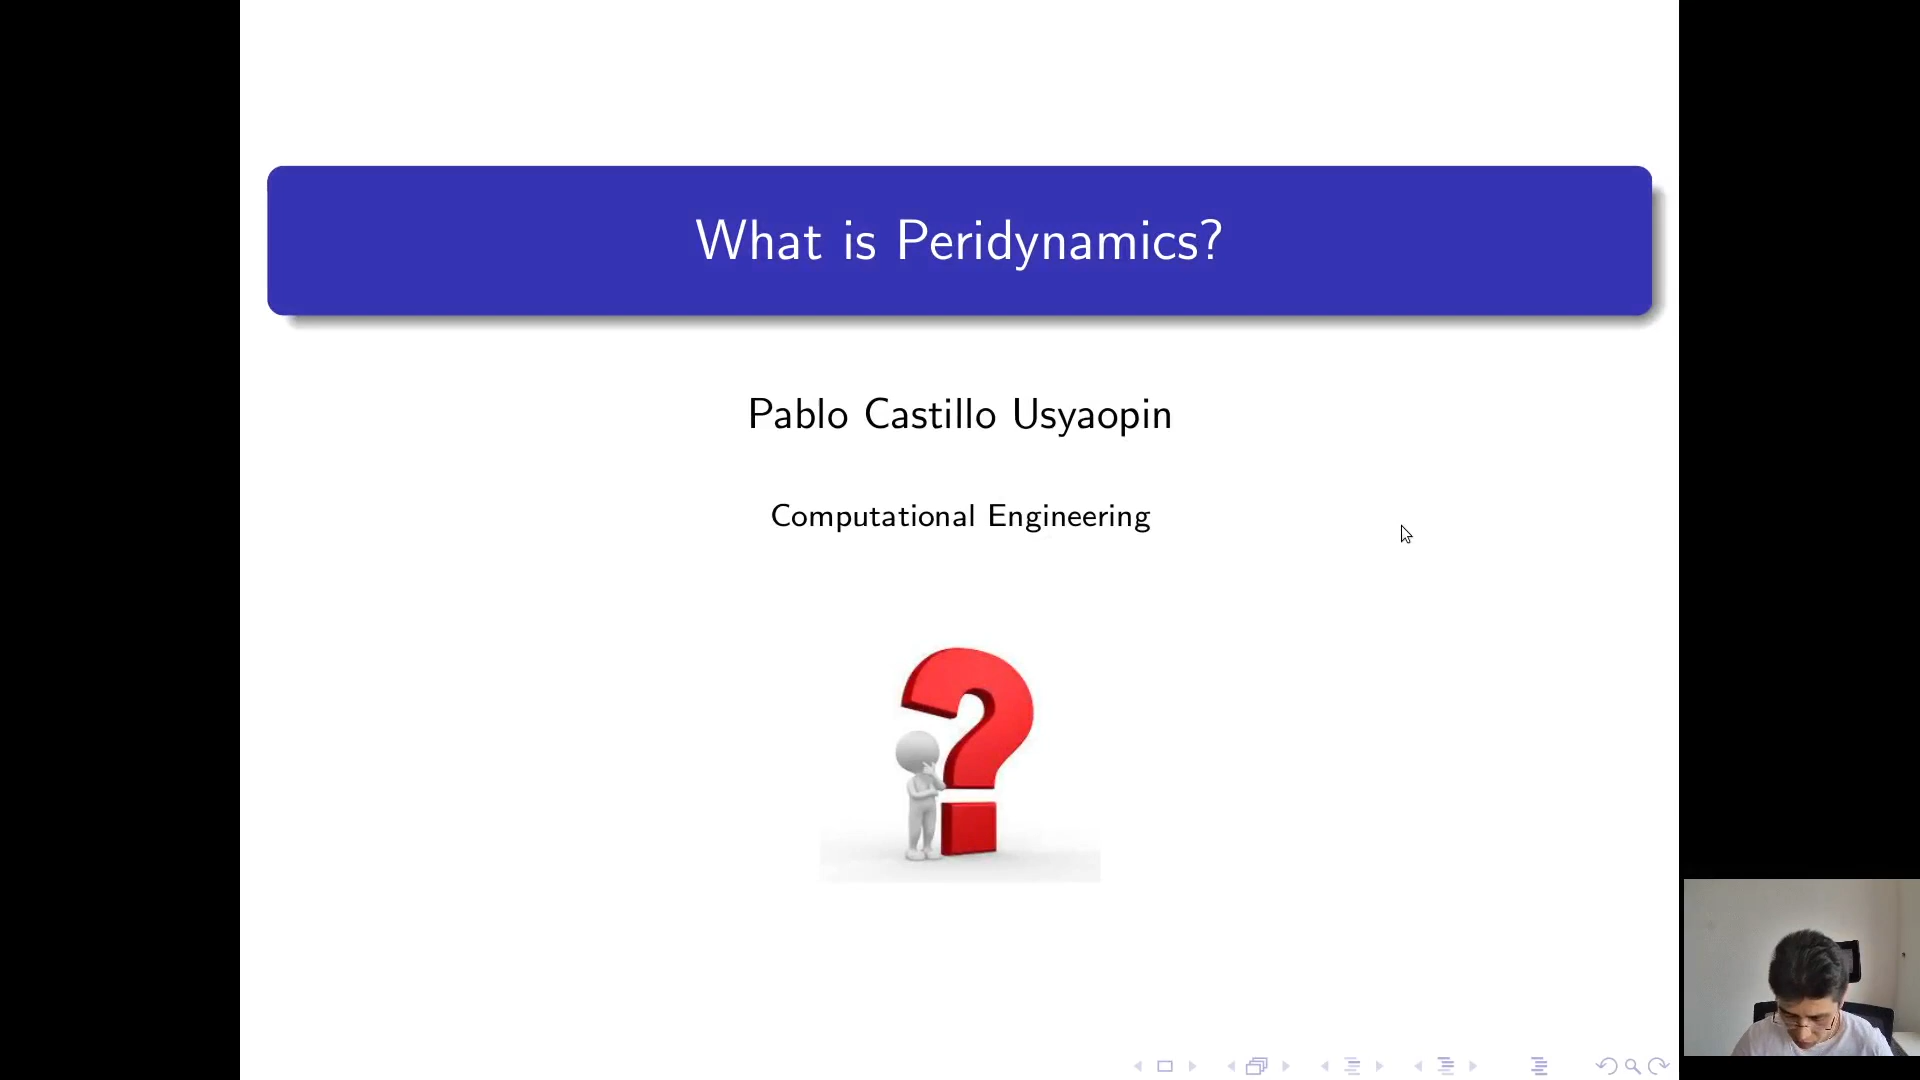 What is Peridynamics?
Pablo Castillo Usyaopin
Computational Engineering